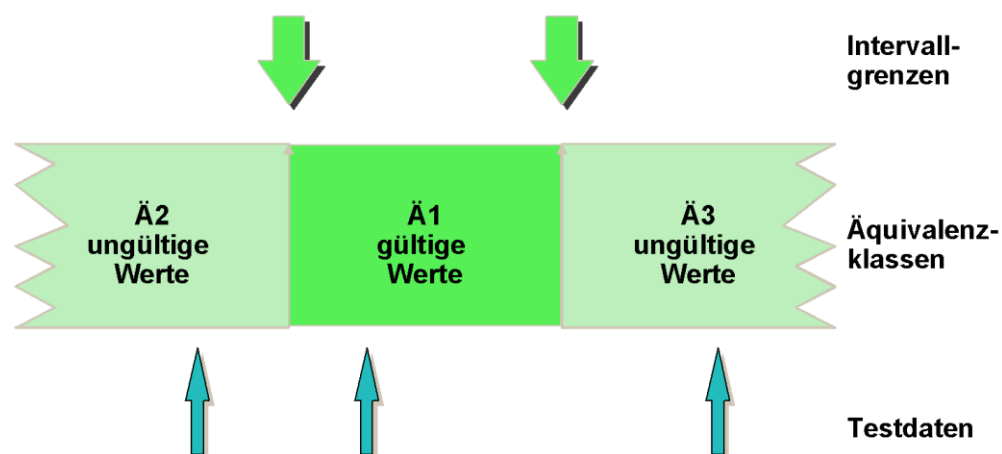 Intervall-
grenzen
Ä2
ungültige
Werte
Ä1
gültige
Werte
Ä3
ungültige
Werte
Äquivalenz-
klassen
Testdaten